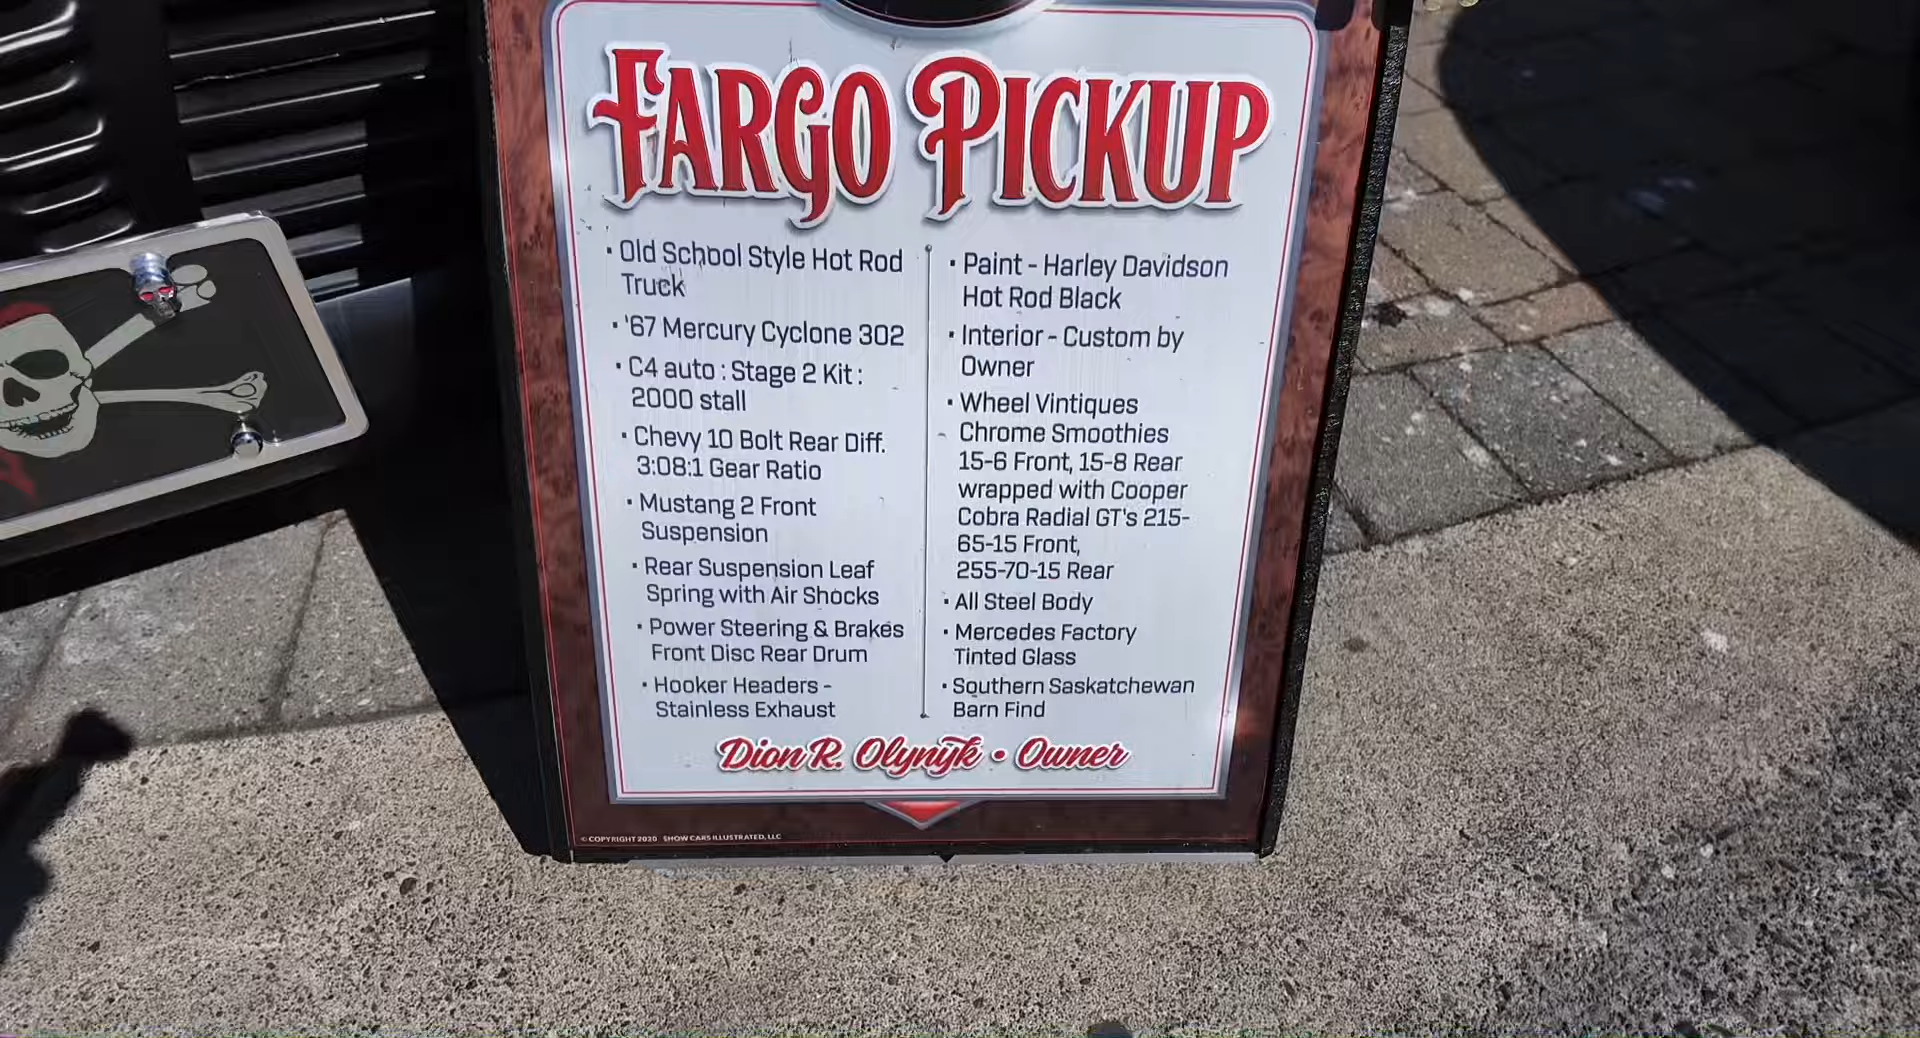 FARGO PICKUP
· Old School Style Hot Rod
Truck
· '67 Mercury Cyclone 302
· C4 auto : Stage 2 Kit :
2000 stall
· Chevy 10 Bolt Rear Diff.
3:08:1 Gear Ratio
· Mustang 2 Front
Suspension
· Rear Suspension Leaf
Spring with Air Shocks
· Power Steering & Brakes
Front Disc Rear Drum
· Hooker Headers -
Stainless Exhaust
· Paint - Harley Davidson
Hot Rod Black
· Interior - Custom by
Owner
· Wheel Vintiques
Chrome Smoothies
15-6 Front, 15-8 Rear
wrapped with Cooper
Cobra Radial GT's 215-
65-15 Front,
255-70-15 Rear
· All Steel Body
· Mercedes Factory
Tinted Glass
· Southern Saskatchewan
Barn Find
Dion R. Olynyk • Owner
© COPYRIGHT 2020 SHOW CARS ILLUSTRATED, LLC